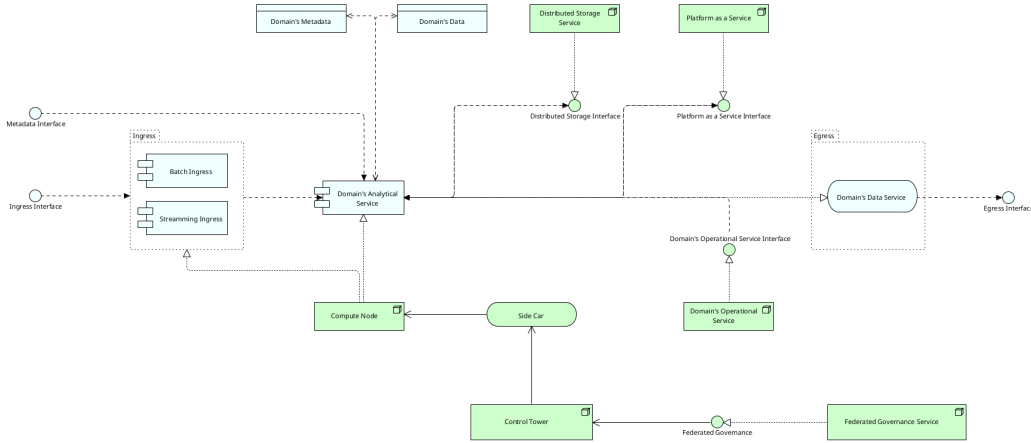 Domain's Metadata
Domain's Data
Distributed Storage
Service
Platform as a Service
Metadata Interface
Distributed Storage Interface
Platform as a Service Interface
Ingress
Egress
Batch Ingress
Ingress Interface
Streamming Ingress
Domain's Analytical
Service
Domain's Data Service
Egress Interface
Domain's Operational Service Interface
Compute Node
Side Car
Domain's Operational
Service
Control Tower
Federated Governance
Federated Governance Service